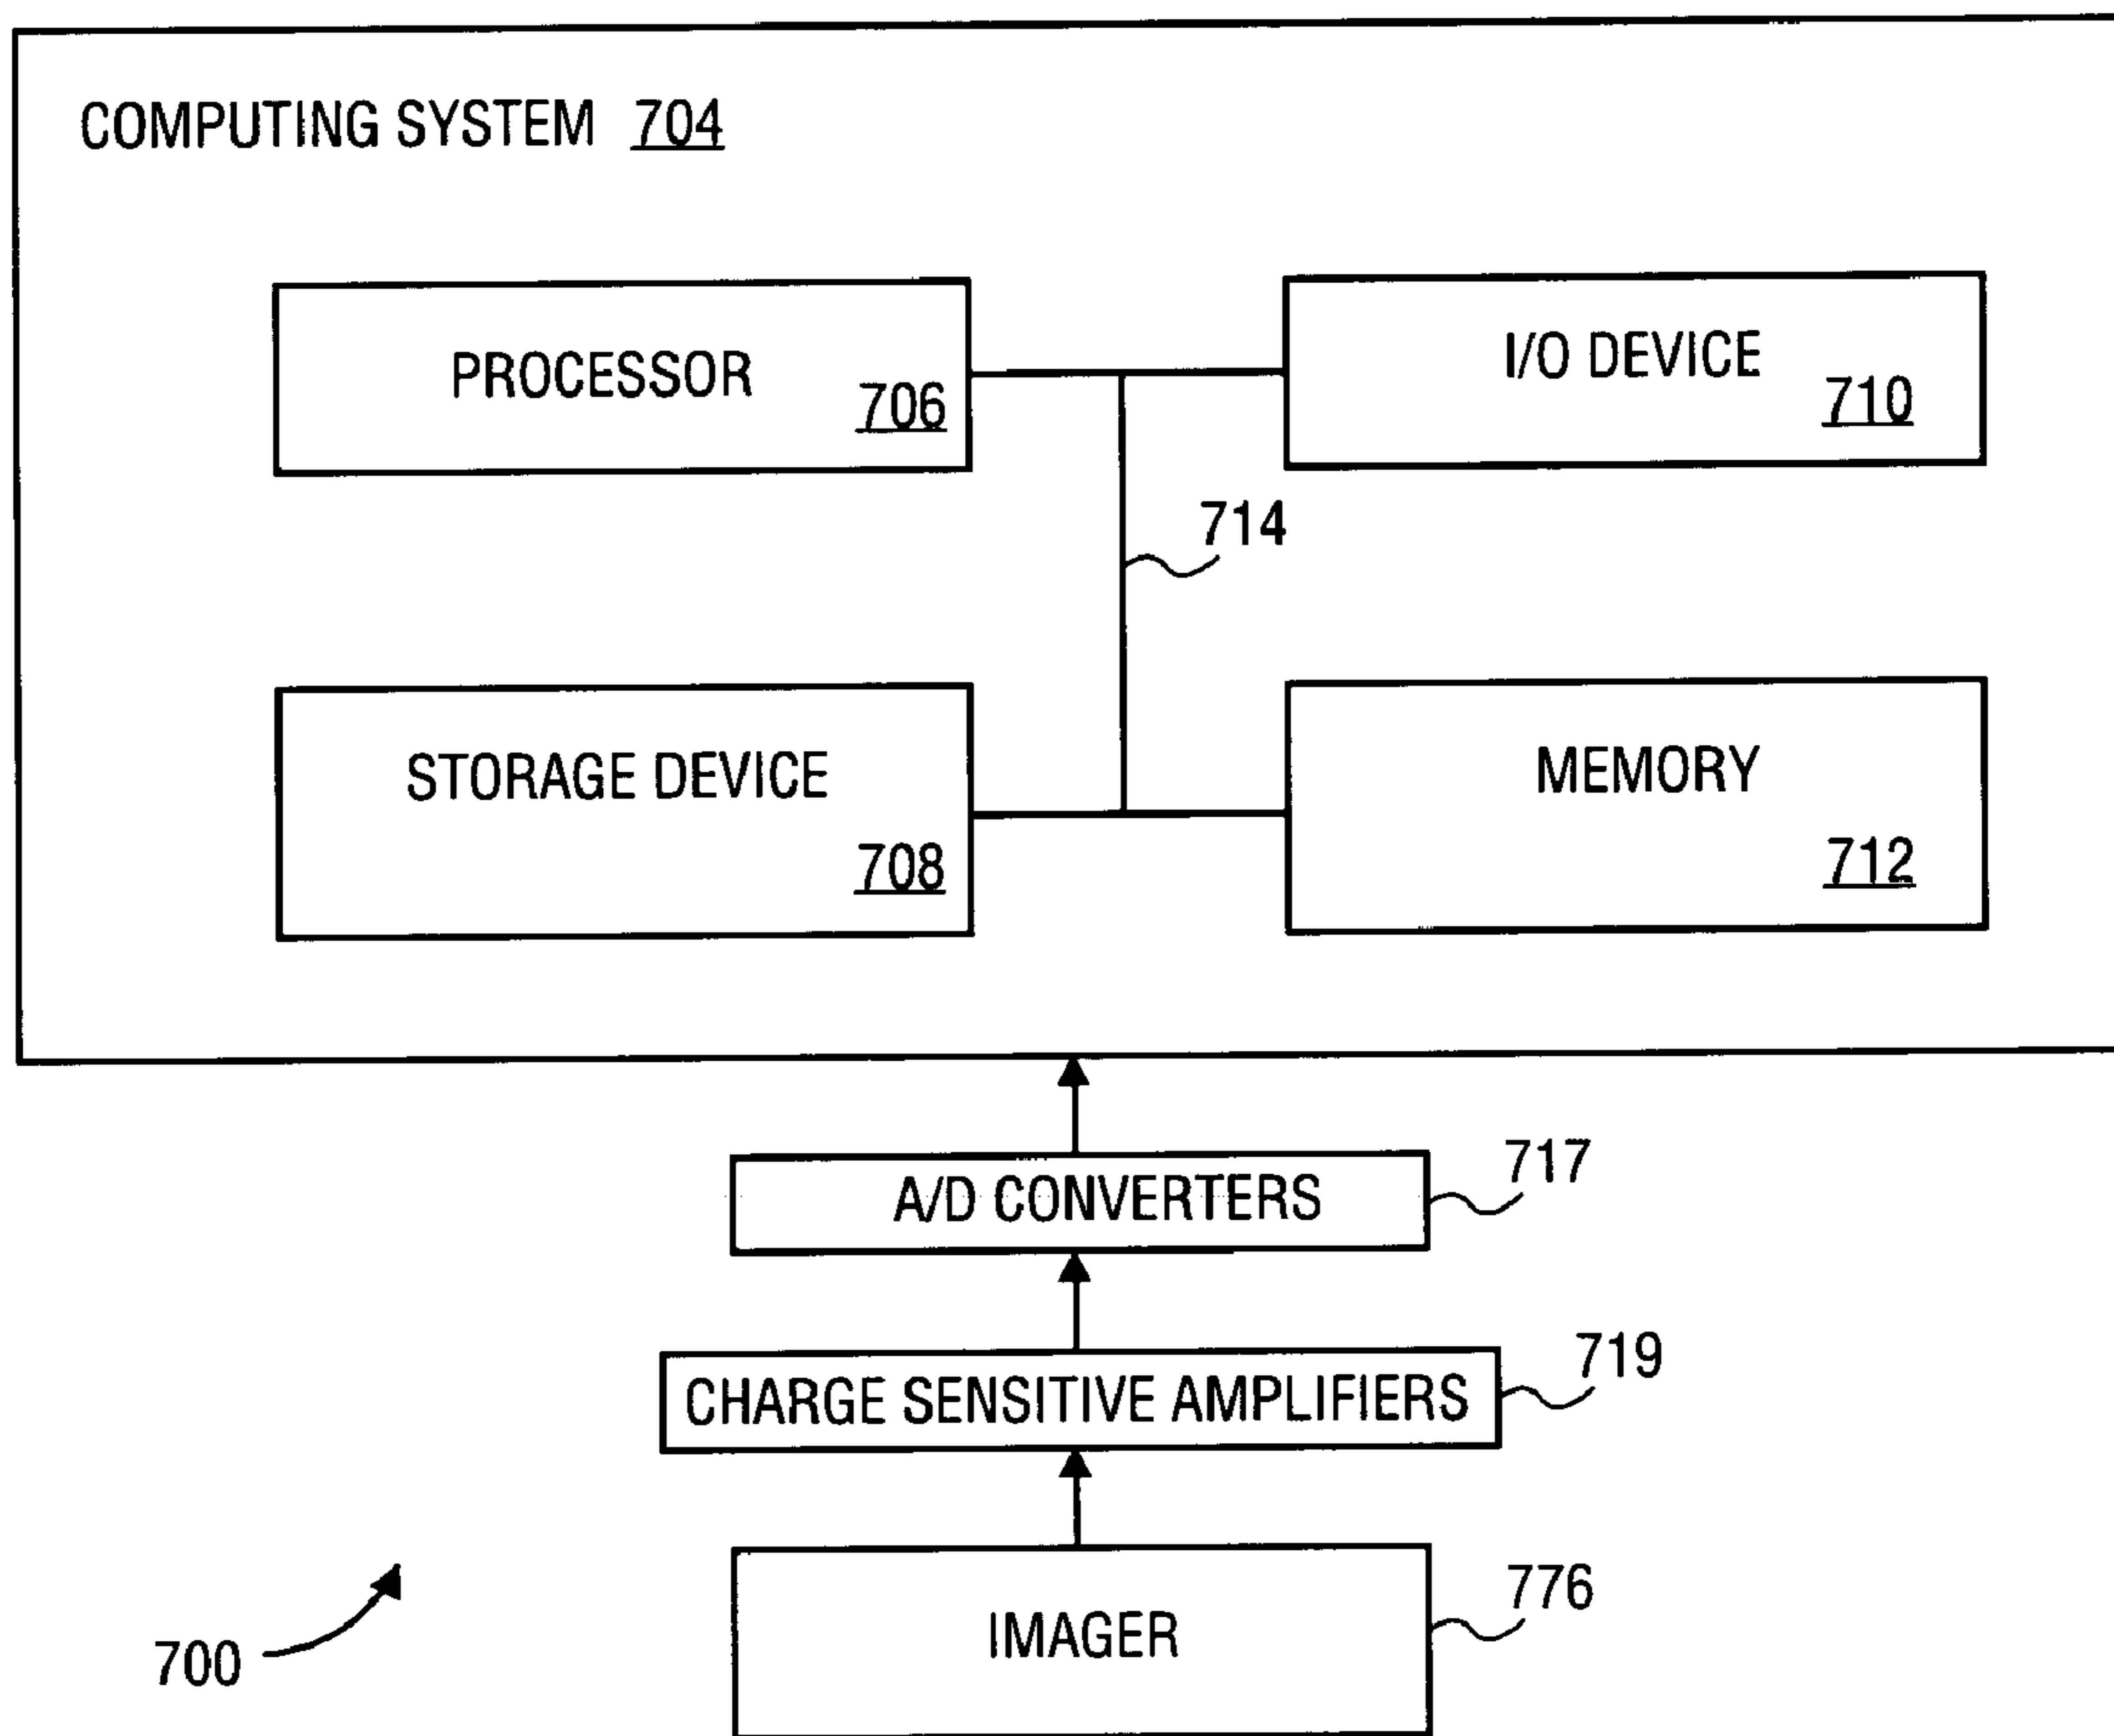 COMPUTING SYSTEM 704
PROCESSOR
706
I/O DEVICE
710
714
STORAGE DEVICE
708
MEMORY
712
A/D CONVERTERS
717
CHARGE SENSITIVE AMPLIFIERS
719
IMAGER
776
700